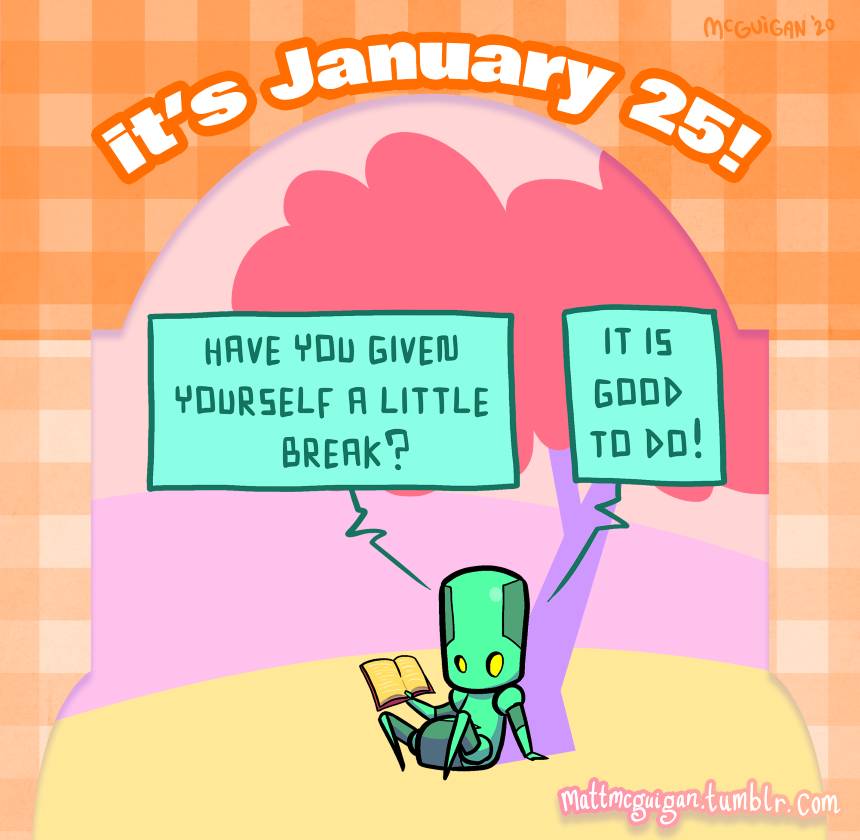 McGUiGAN '20
it's January 25!
HAVE YOU GIVEN
YOURSELF A LITTLE
BREAK?
IT IS
GOOD
TO DO!
mattmcguigan.tumblr.com